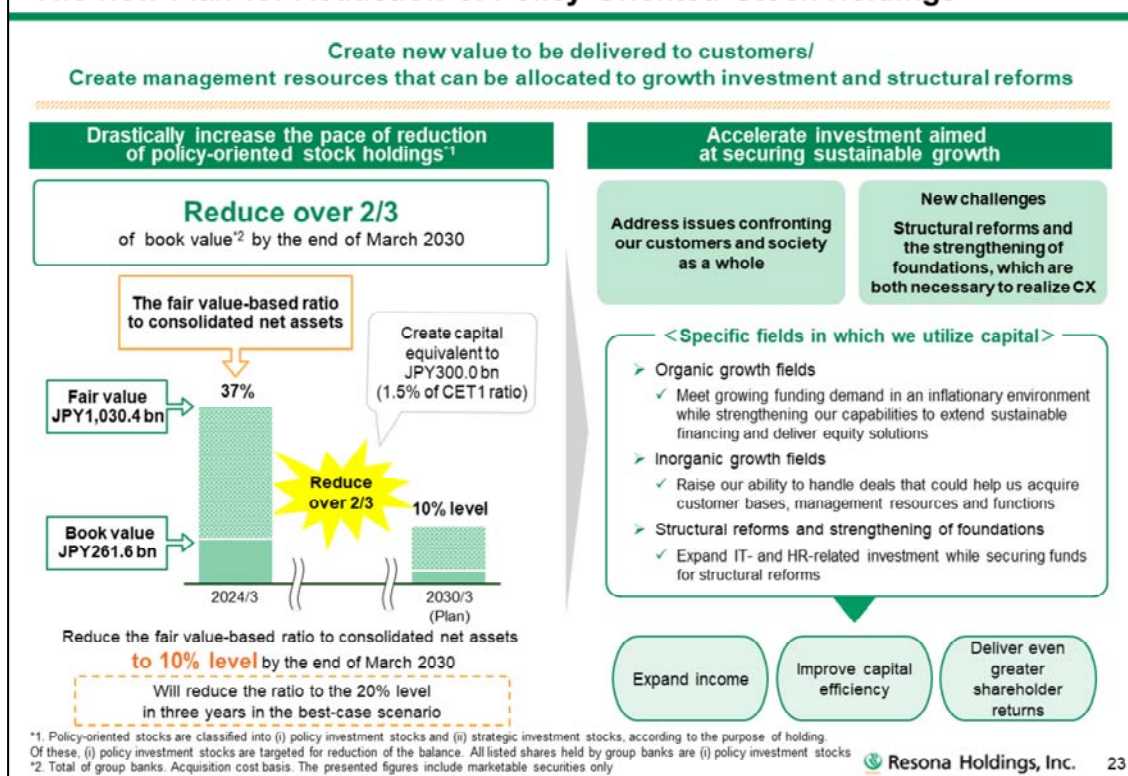 Create new value to be delivered to customers/
Create management resources that can be allocated to growth investment and structural reforms
Drastically increase the pace of reduction
of policy-oriented stock holdings*1
Reduce over 2/3
of book value*2 by the end of March 2030
The fair value-based ratio
to consolidated net assets
Create capital
equivalent to
JPY300.0 bn
(1.5% of CET1 ratio)
Fair value
JPY1,030.4 bn
37%
Reduce
over 2/3
10% level
Book value
JPY261.6 bn
2024/3
2030/3
(Plan)
Reduce the fair value-based ratio to consolidated net assets
to 10% level by the end of March 2030
Will reduce the ratio to the 20% level
in three years in the best-case scenario
Accelerate investment aimed
at securing sustainable growth
Address issues confronting
our customers and society
as a whole
New challenges
Structural reforms and
the strengthening of
foundations, which are
both necessary to realize CX
<Specific fields in which we utilize capital>
➢ Organic growth fields
✓ Meet growing funding demand in an inflationary environment
while strengthening our capabilities to extend sustainable
financing and deliver equity solutions
➢ Inorganic growth fields
✓ Raise our ability to handle deals that could help us acquire
customer bases, management resources and functions
➢ Structural reforms and strengthening of foundations
✓ Expand IT- and HR-related investment while securing funds
for structural reforms
Expand income
Improve capital
efficiency
Deliver even
greater
shareholder
returns
*1. Policy-oriented stocks are classified into (i) policy investment stocks and (ii) strategic investment stocks, according to the purpose of holding.
Of these, (i) policy investment stocks are targeted for reduction of the balance. All listed shares held by group banks are (i) policy investment stocks
*2. Total of group banks. Acquisition cost basis. The presented figures include marketable securities only
Resona Holdings, Inc. 23